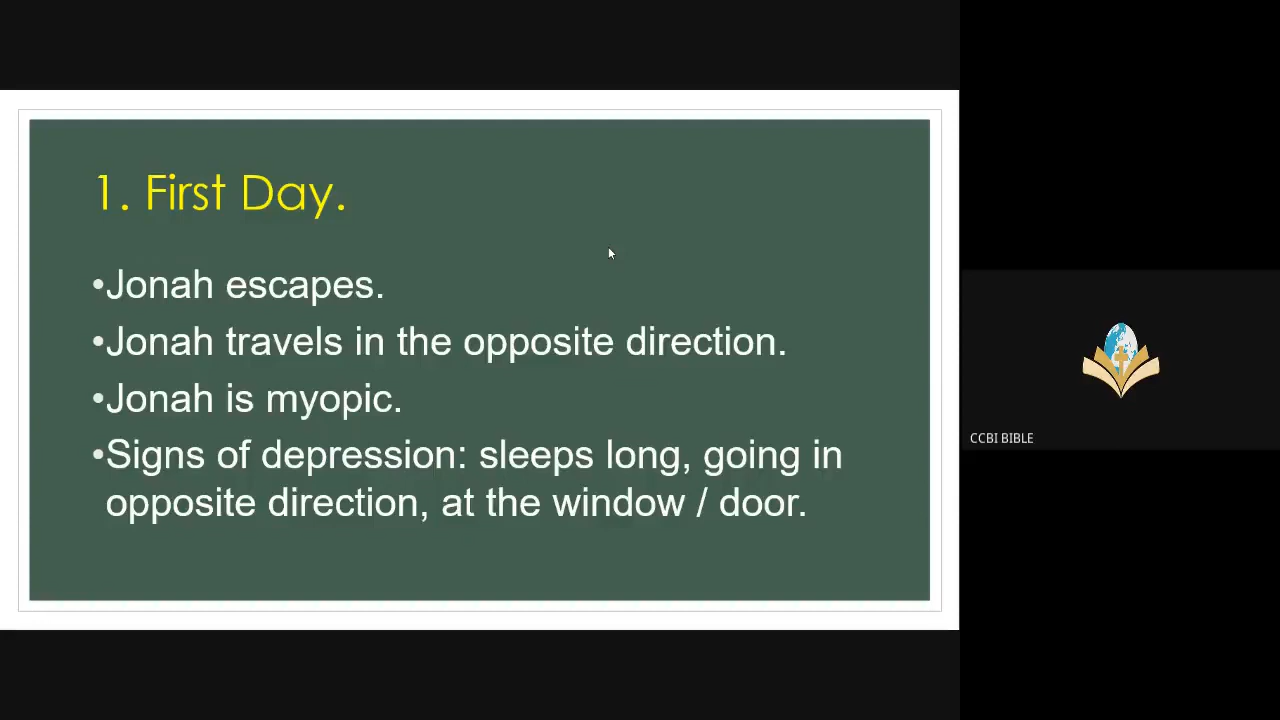 1. First Day.
•Jonah escapes.
•Jonah travels in the opposite direction.
•Jonah is myopic.
•Signs of depression: sleeps long, going in
opposite direction, at the window / door.
CCBI BIBLE